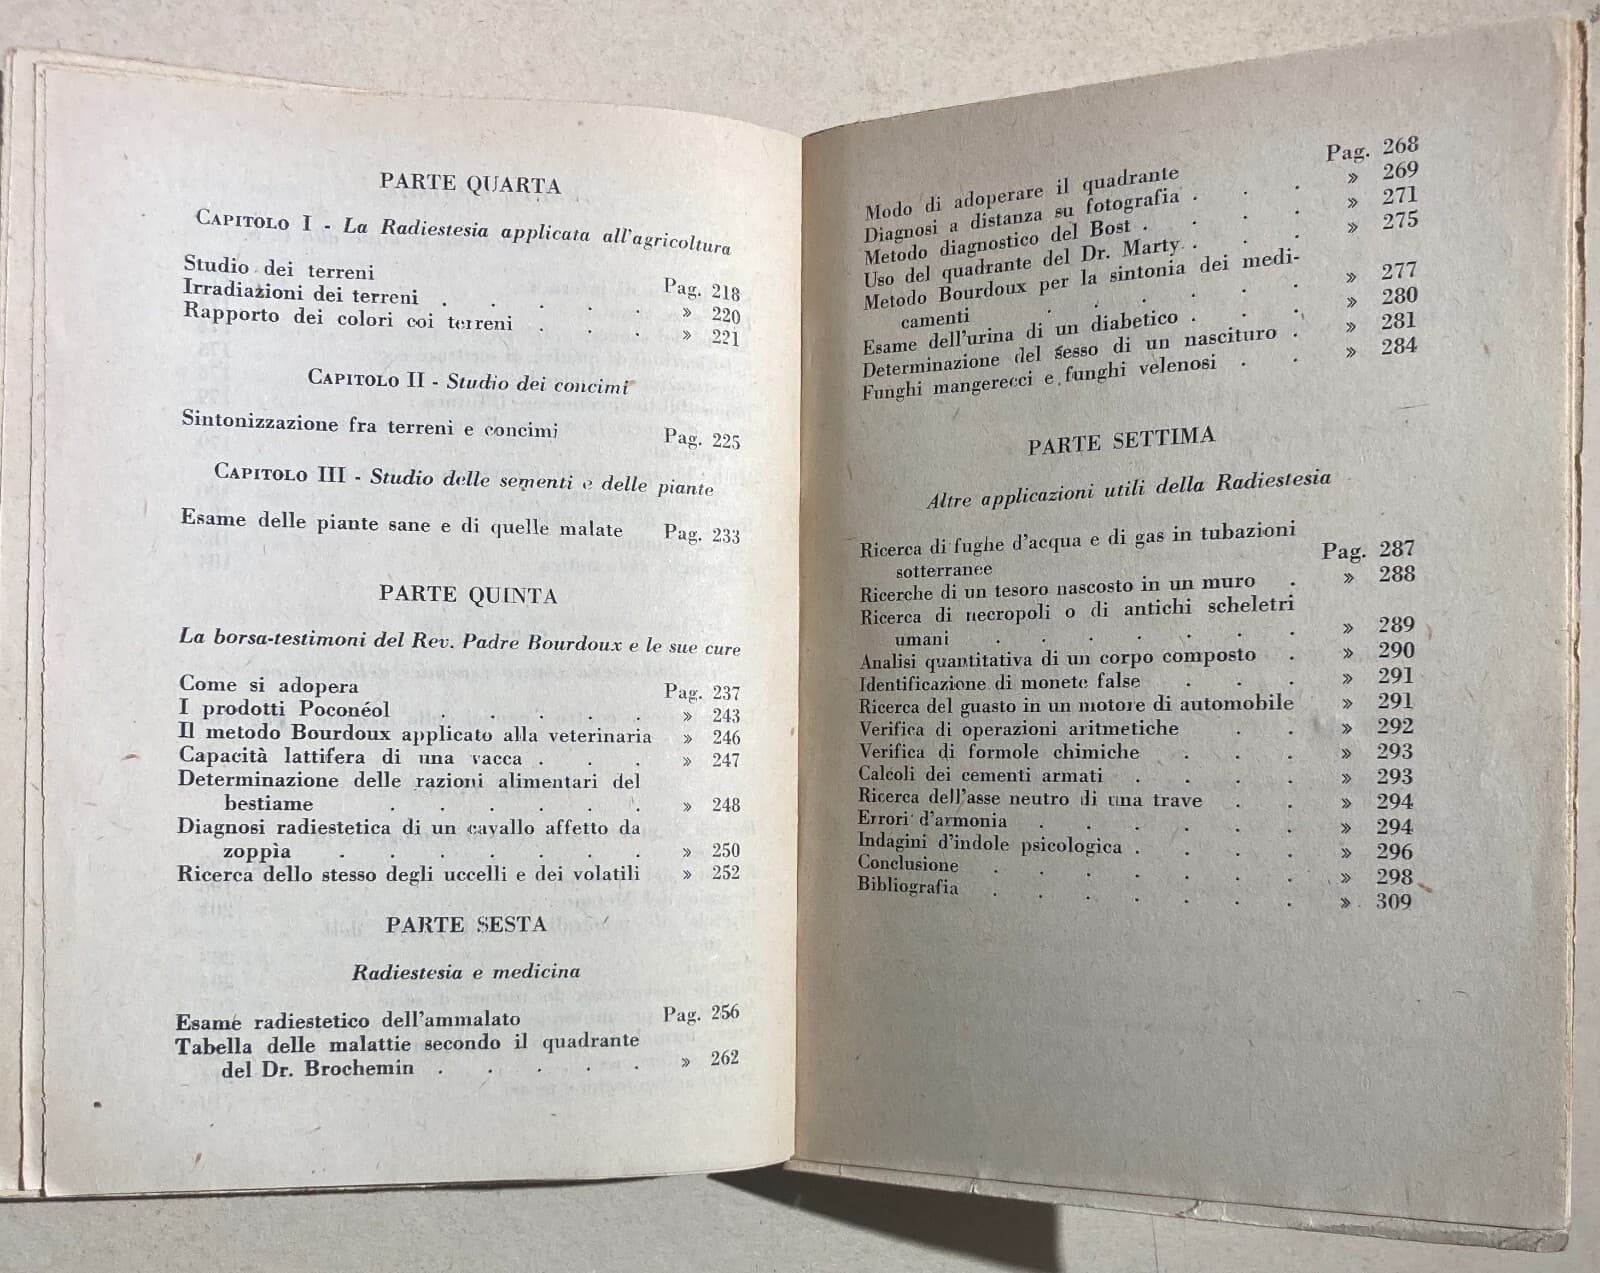 PARTE QUARTA
CAPITOLO I - La Radiestesia applicata all'agricoltura
Studio dei terreni Pag. 218
Irradiazioni dei terreni . . . . . » 220
Rapporto dei colori coi terreni . . . » 221
CAPITOLO II - Studio dei concimi
Sintonizzazione fra terreni e concimi Pag. 225
CAPITOLO III - Studio delle sementi e delle piante
Esame delle piante sane e di quelle malate Pag. 233
PARTE QUINTA
La borsa-testimoni del Rev. Padre Bourdoux e le sue cure
Come si adopera Pag. 237
I prodotti Poconéol . . . . . » 243
Il metodo Bourdoux applicato alla veterinaria » 246
Capacità lattifera di una vacca . . . » 247
Determinazione delle razioni alimentari del
bestiame . . . . . . » 248
Diagnosi radiestetica di un cavallo affetto da
zoppìa . . . . . . . » 250
Ricerca dello stesso degli uccelli e dei volatili » 252
PARTE SESTA
Radiestesia e medicina
Esame radiestetico dell'ammalato Pag. 256
Tabella delle malattie secondo il quadrante
del Dr. Brochemin . . . . . » 262
Modo di adoperare il quadrante Pag. 268
Diagnosi a distanza su fotografia . . . » 269
Metodo diagnostico del Bost . . . . » 271
Uso del quadrante del Dr. Marty . . . » 275
Metodo Bourdoux per la sintonia dei medi-
camenti . . . . . . » 277
Esame dell'urina di un diabetico . . . » 280
Determinazione del sesso di un nascituro . » 281
Funghi mangerecci e funghi velenosi . . » 284
PARTE SETTIMA
Altre applicazioni utili della Radiestesia
Ricerca di fughe d'acqua e di gas in tubazioni
sotterranee Pag. 287
Ricerche di un tesoro nascosto in un muro . » 288
Ricerca di necropoli o di antichi scheletri
umani . . . . . . . » 289
Analisi quantitativa di un corpo composto . » 290
Identificazione di monete false . . . » 291
Ricerca del guasto in un motore di automobile » 291
Verifica di operazioni aritmetiche . . » 292
Verifica di formole chimiche . . . » 293
Calcoli dei cementi armati . . . . » 293
Ricerca dell'asse neutro di una trave . . » 294
Errori d'armonia . . . . . . » 294
Indagini d'indole psicologica . . . . » 296
Conclusione . . . . . . . » 298
Bibliografia . . . . . . . » 309